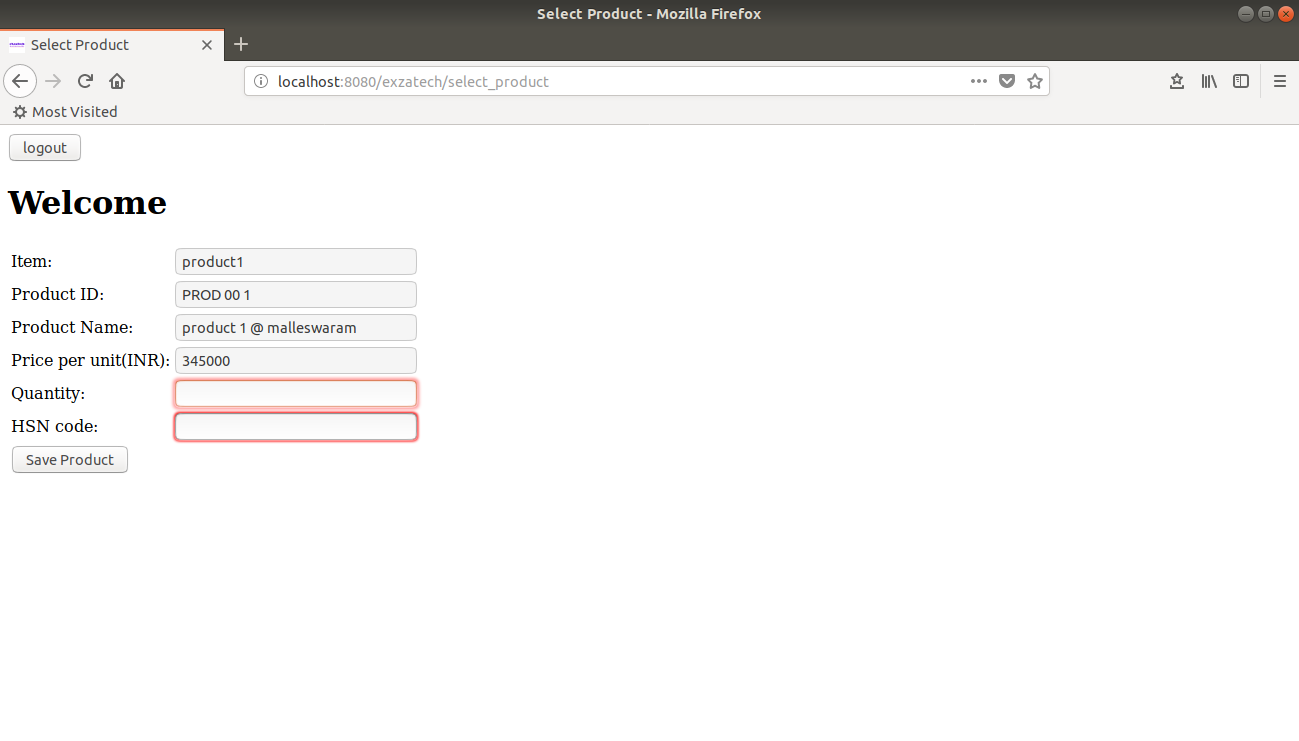 Select Product - Mozilla Firefox
Select Product
localhost:8080/exzatech/select_product
Most Visited
logout
Welcome
Item: product1
Product ID: PROD 00 1
Product Name: product 1 @ malleswaram
Price per unit(INR): 345000
Quantity:
HSN code:
Save Product